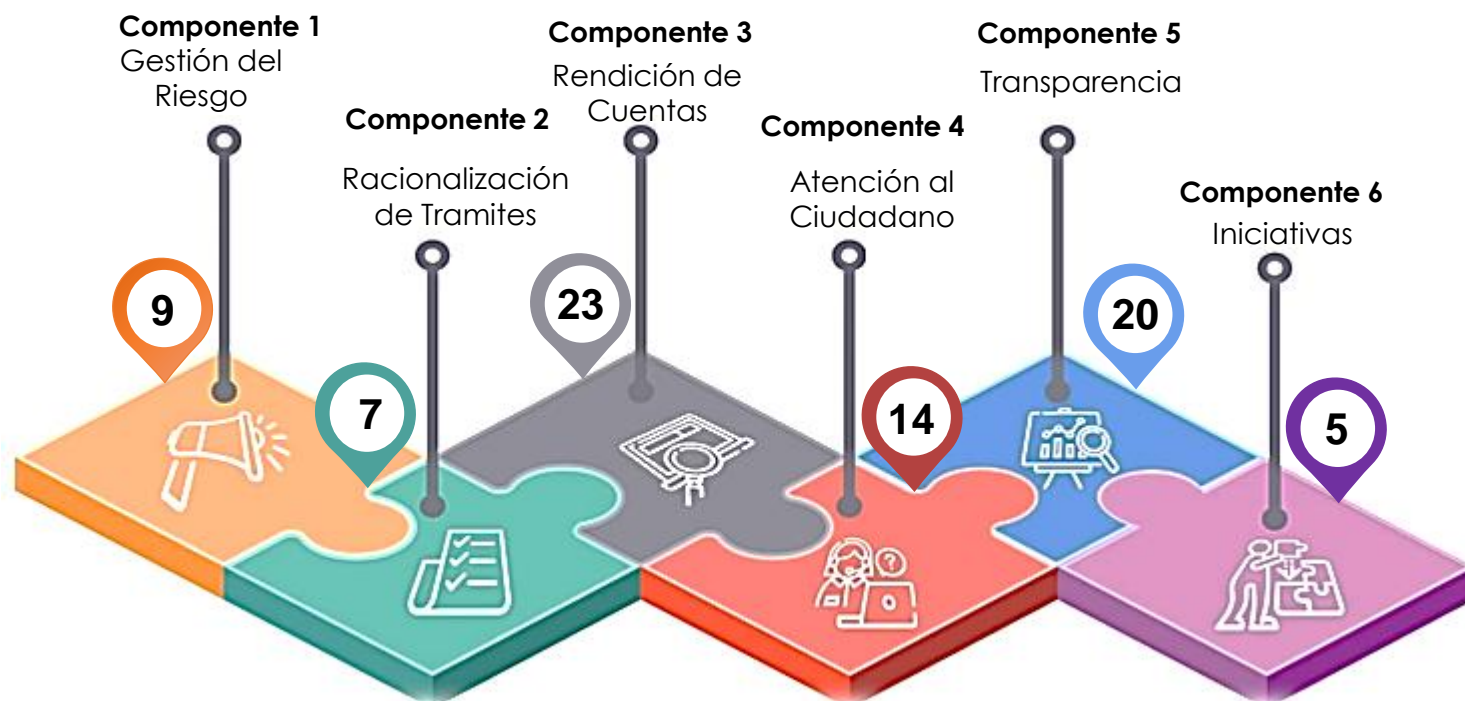 Componente 1
Gestión del
Riesgo
9
Componente 2
Racionalización
de Tramites
7
Componente 3
Rendición de
Cuentas
23
Componente 4
Atención al
Ciudadano
14
Componente 5
Transparencia
20
Componente 6
Iniciativas
5
?